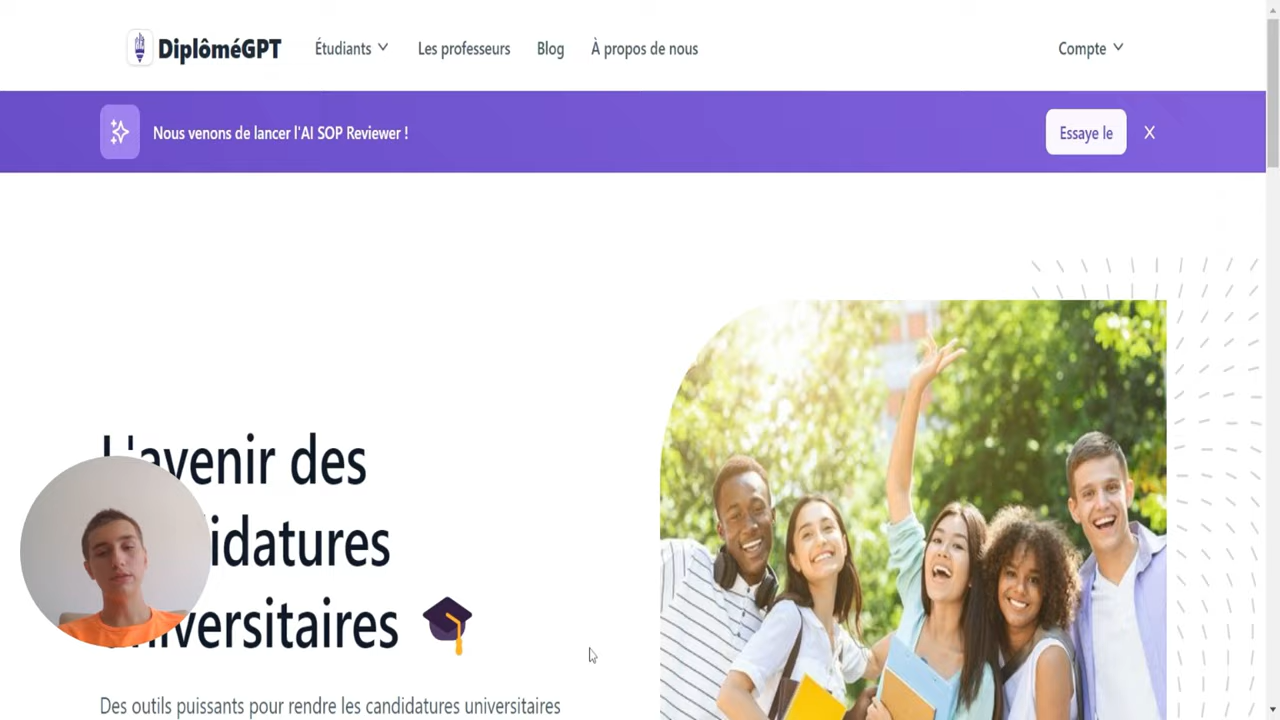 DiplôméGPT
Étudiants
Les professeurs
Blog
À propos de nous
Compte
Nous venons de lancer l'AI SOP Reviewer !
Essaye le
X
L'avenir des
idatures
versitaires
Des outils puissants pour rendre les candidatures universitaires